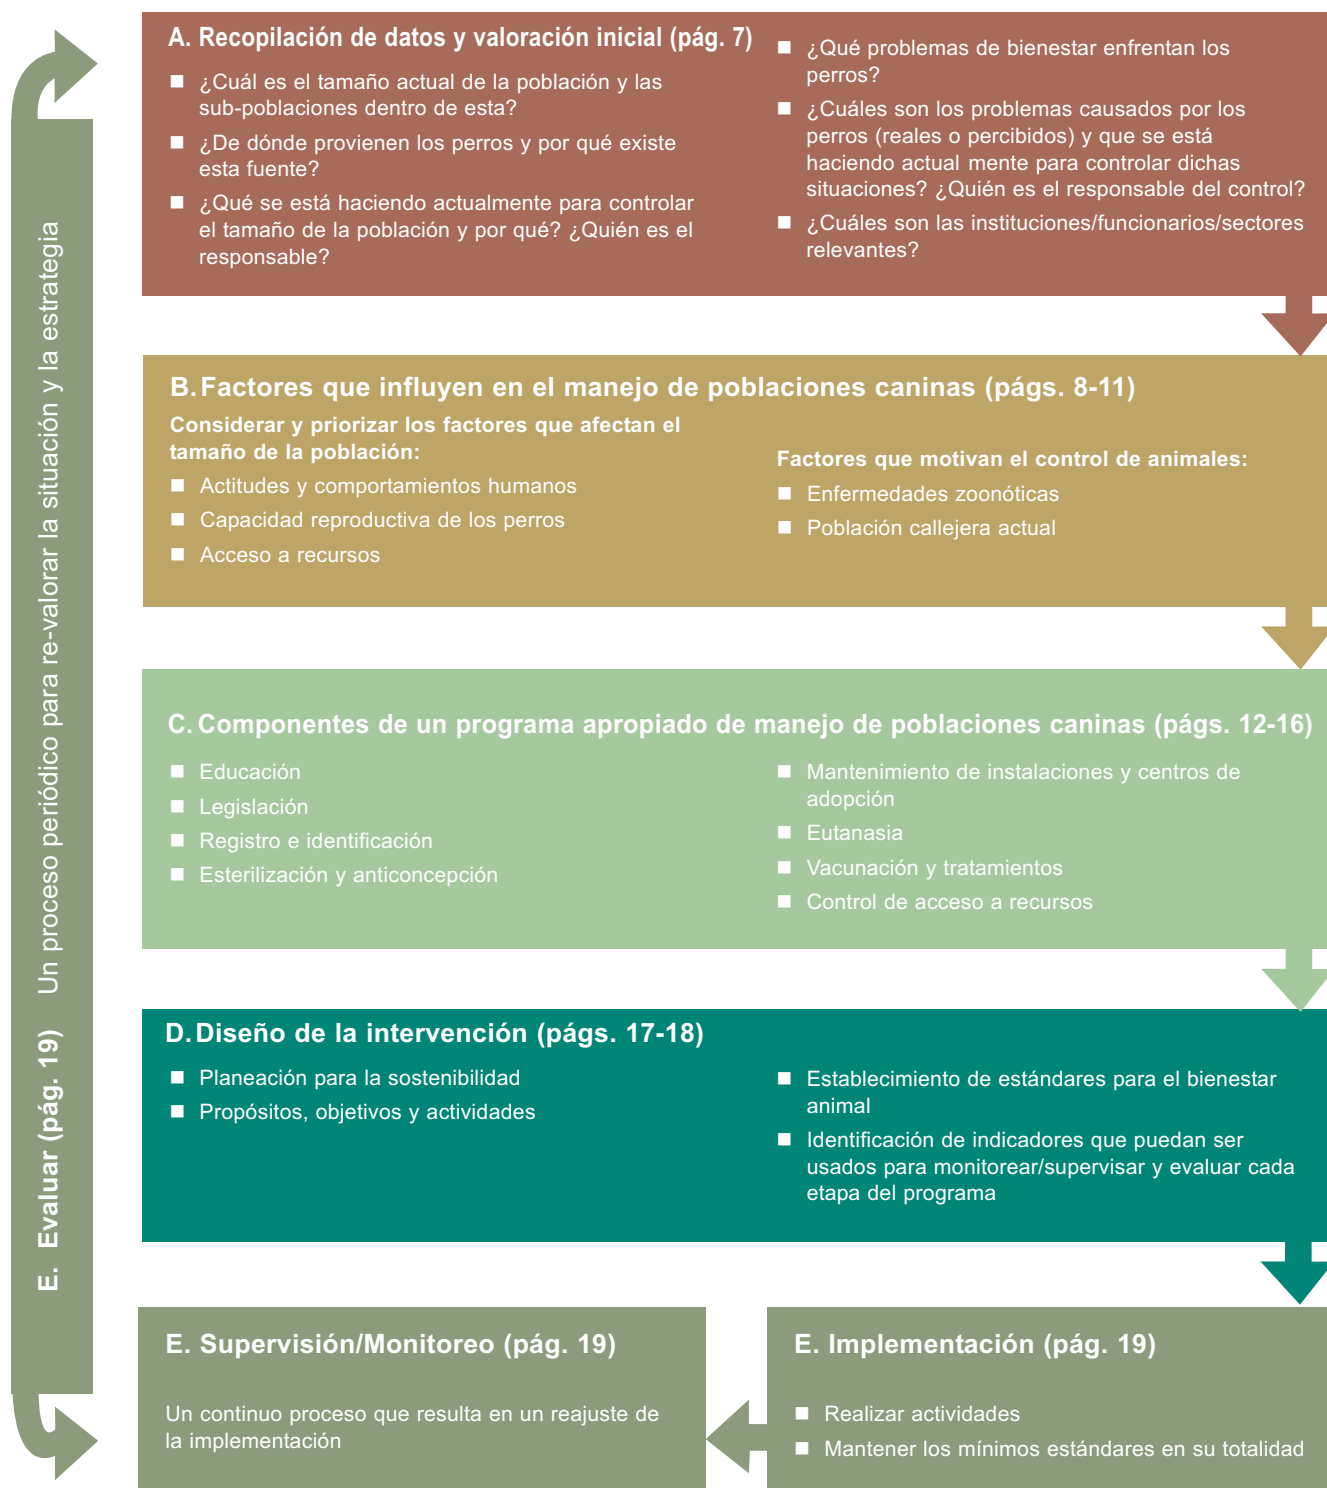 A. Recopilación de datos y valoración inicial (pág. 7)
■ ¿Cuál es el tamaño actual de la población y las
sub-poblaciones dentro de esta?
■ ¿De dónde provienen los perros y por qué existe
esta fuente?
■ ¿Qué se está haciendo actualmente para controlar
el tamaño de la población y por qué? ¿Quién es el
responsable?
■ ¿Qué problemas de bienestar enfrentan los
perros?
■ ¿Cuáles son los problemas causados por los
perros (reales o percibidos) y que se está
haciendo actual mente para controlar dichas
situaciones? ¿Quién es el responsable del control?
■ ¿Cuáles son las instituciones/funcionarios/sectores
relevantes?
B. Factores que influyen en el manejo de poblaciones caninas (págs. 8-11)
Considerar y priorizar los factores que afectan el
tamaño de la población:
■ Actitudes y comportamientos humanos
■ Capacidad reproductiva de los perros
■ Acceso a recursos
Factores que motivan el control de animales:
■ Enfermedades zoonóticas
■ Población callejera actual
C. Componentes de un programa apropiado de manejo de poblaciones caninas (págs. 12-16)
■ Educación
■ Legislación
■ Registro e identificación
■ Esterilización y anticoncepción
■ Mantenimiento de instalaciones y centros de
adopción
■ Eutanasia
■ Vacunación y tratamientos
■ Control de acceso a recursos
D. Diseño de la intervención (págs. 17-18)
■ Planeación para la sostenibilidad
■ Propósitos, objetivos y actividades
■ Establecimiento de estándares para el bienestar
animal
■ Identificación de indicadores que puedan ser
usados para monitorear/supervisar y evaluar cada
etapa del programa
E. Implementación (pág. 19)
■ Realizar actividades
■ Mantener los mínimos estándares en su totalidad
E. Supervisión/Monitoreo (pág. 19)
Un continuo proceso que resulta en un reajuste de
la implementación
E. Evaluar (pág. 19) Un proceso periódico para re-valorar la situación y la estrategia